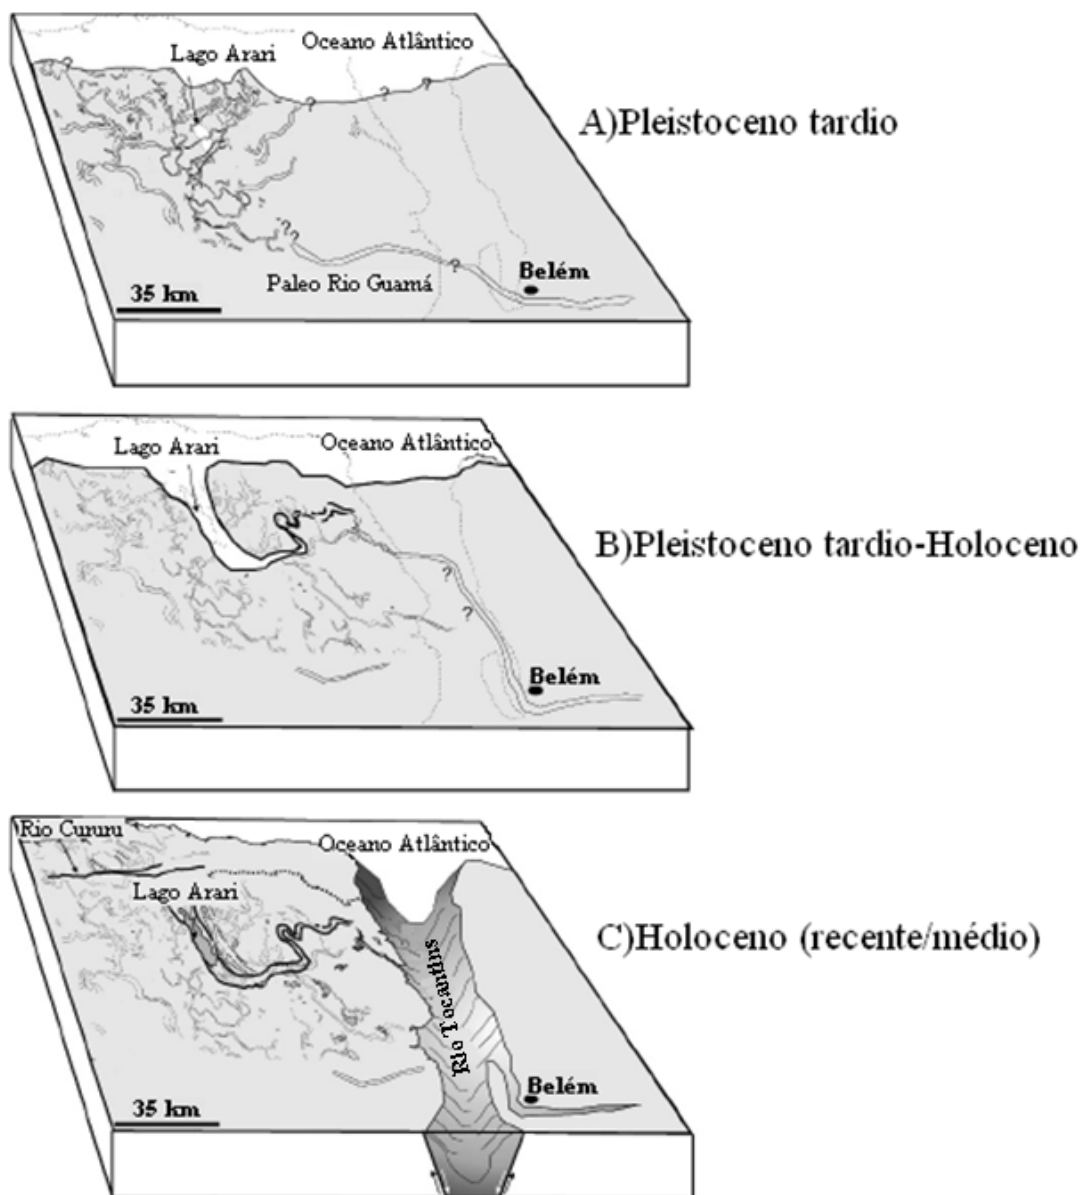 Oceano Atlântico
Lago Arari
A)Pleistoceno tardio
?
?
?
?
?
?
?
Belém
Paleo Rio Guamá
35 km
Lago Arari
Oceano Atlântico
B)Pleistoceno tardio-Holoceno
?
?
Belém
35 km
Rio Cururu
Oceano Atlântico
Lago Arari
C)Holoceno (recente/médio)
Rio Tocantins
Belém
35 km